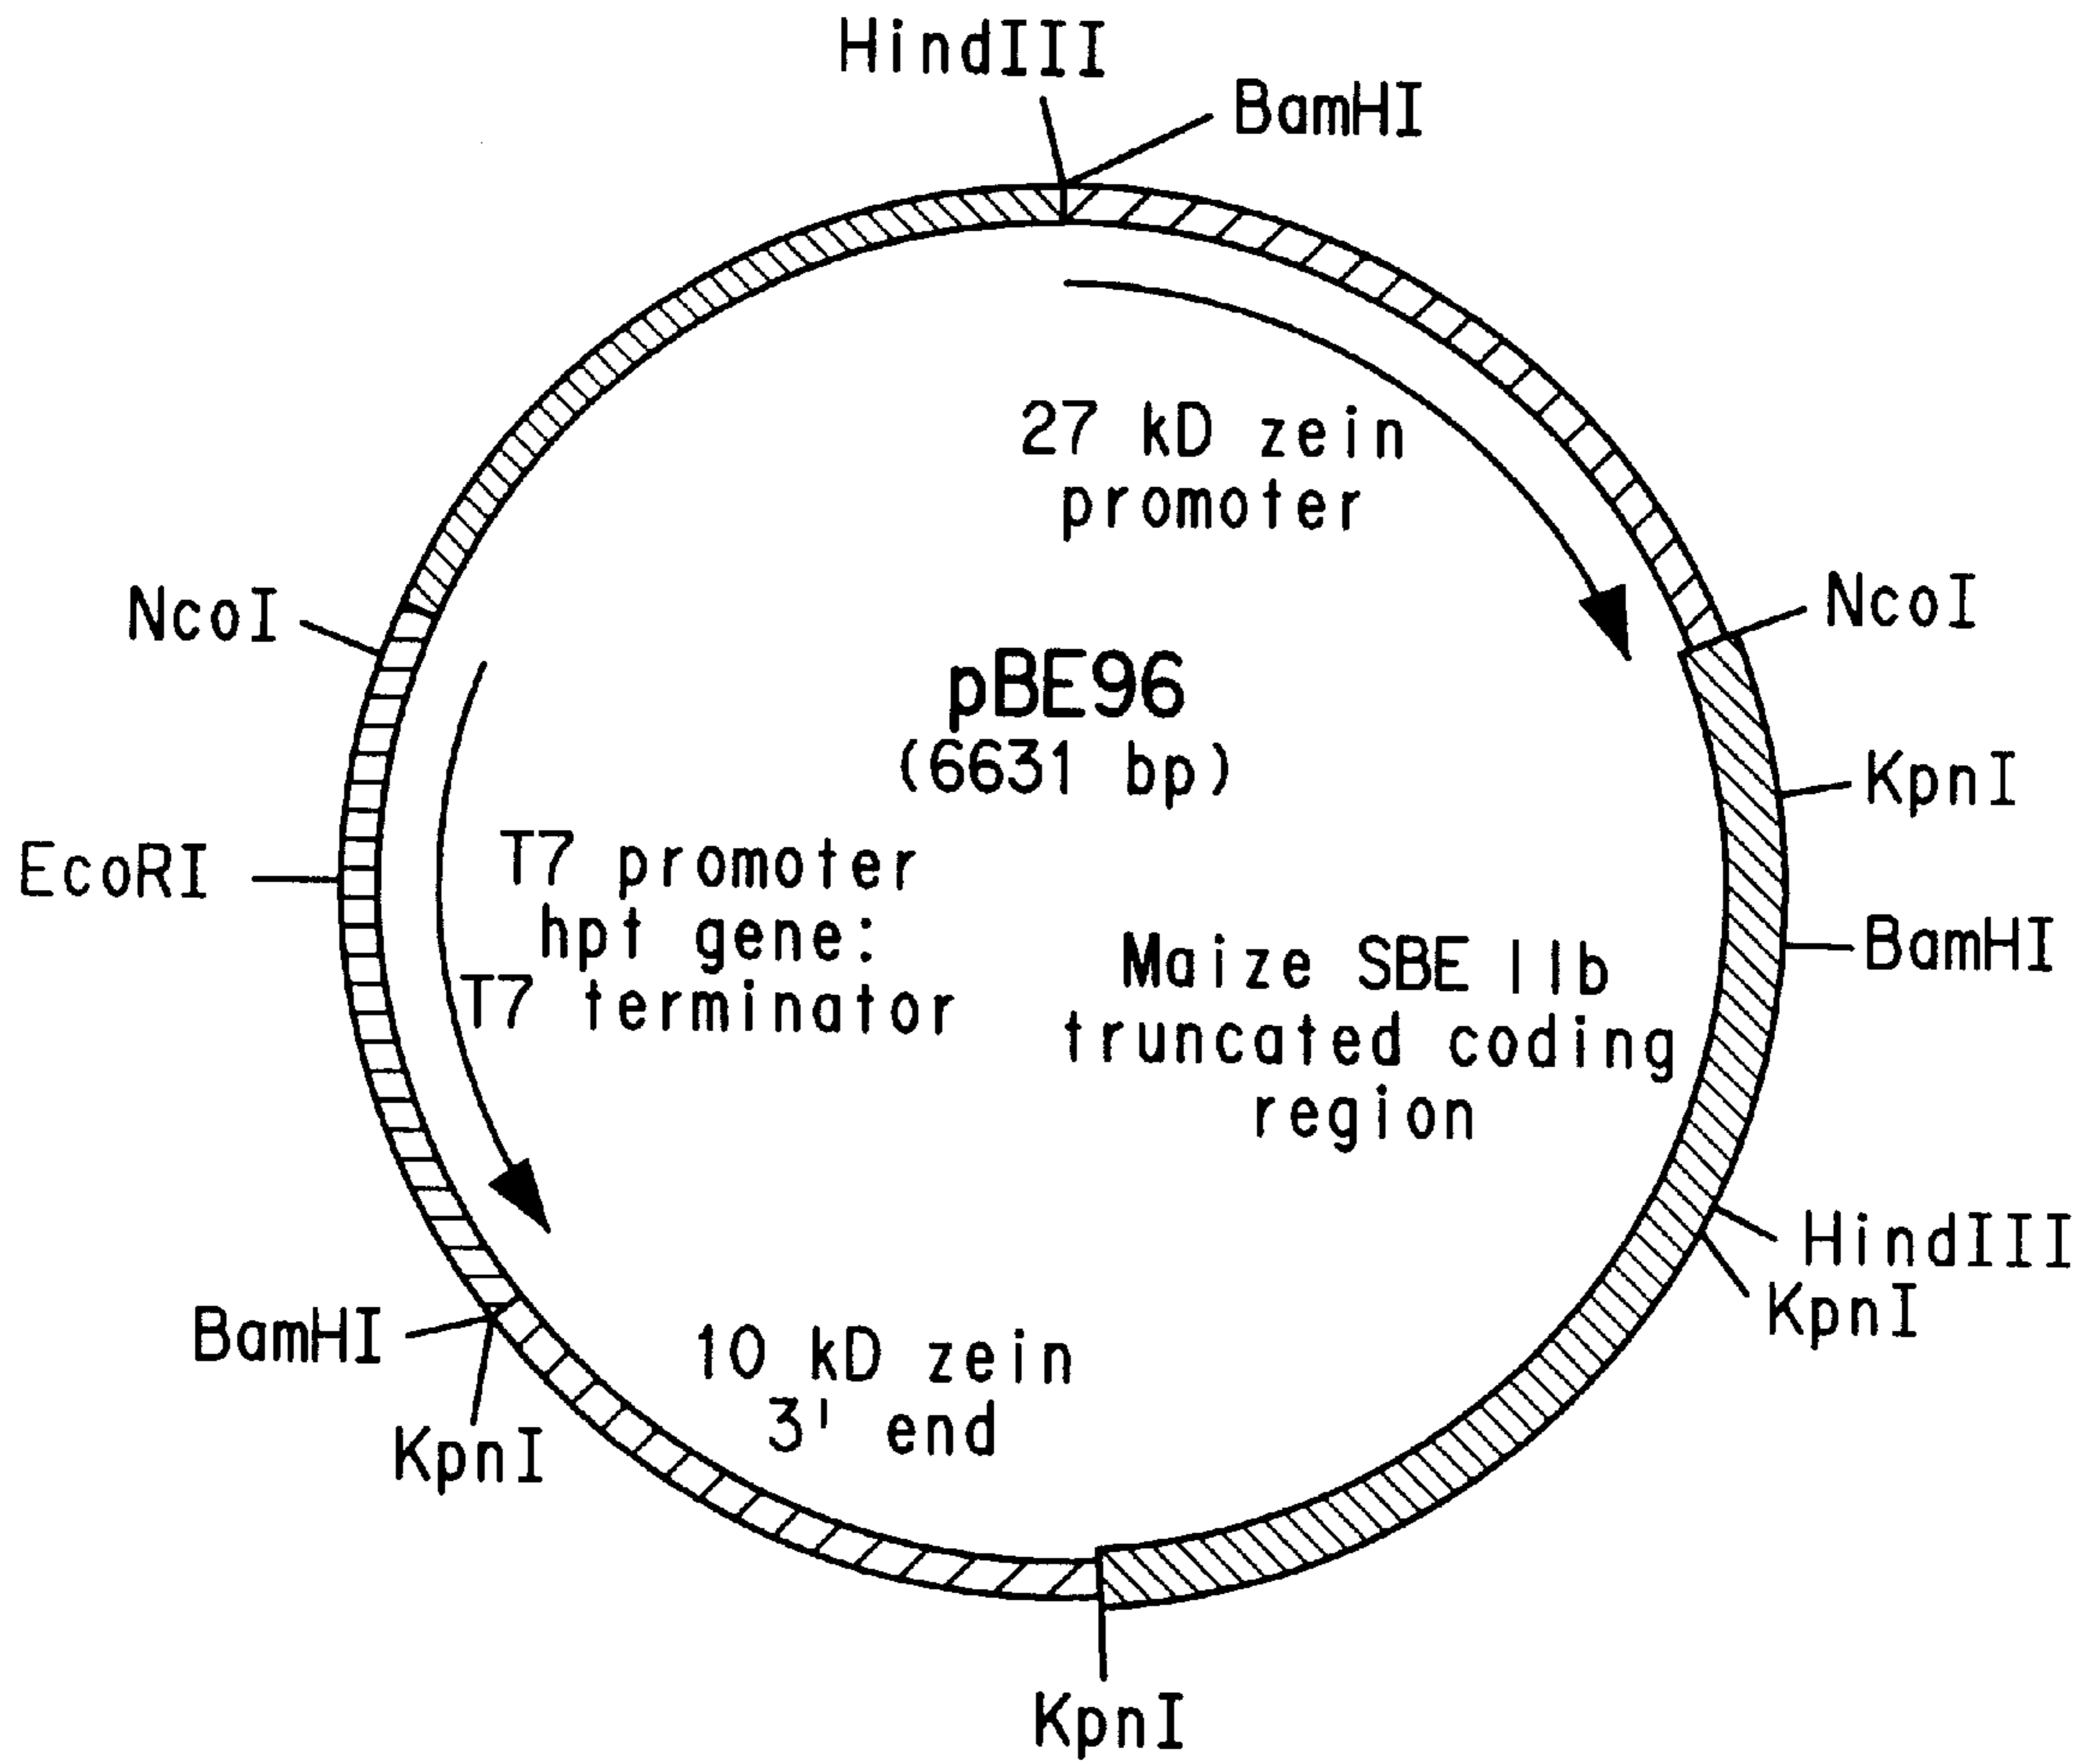 HindIII
BamHI
27 kD zein
promoter
NcoI
NcoI
pBE96
(6631 bp)
KpnI
EcoRI
T7 promoter
hpt gene:
T7 terminator
BamHI
Maize SBE IIb
truncated coding
region
HindIII
KpnI
BamHI
KpnI
10 kD zein
3' end
KpnI